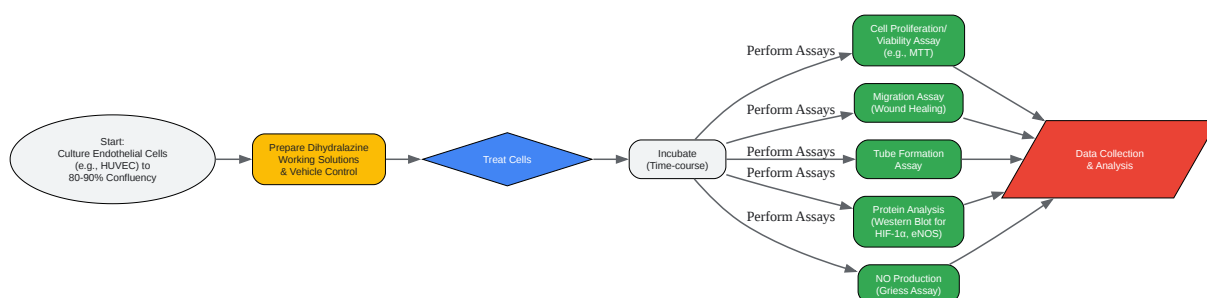 Start:
Culture Endothelial Cells
(e.g., HUVEC) to
80-90% Confluency
Prepare Dihydralazine
Working Solutions
& Vehicle Control
Treat Cells
Incubate
(Time-course)
Perform Assays
Perform Assays
Perform Assays
Perform Assays
Perform Assays
Cell Proliferation/
Viability Assay
(e.g., MTT)
Migration Assay
(Wound Healing)
Tube Formation
Assay
Protein Analysis
(Western Blot for
HIF-1α, eNOS)
NO Production
(Griess Assay)
Data Collection
& Analysis